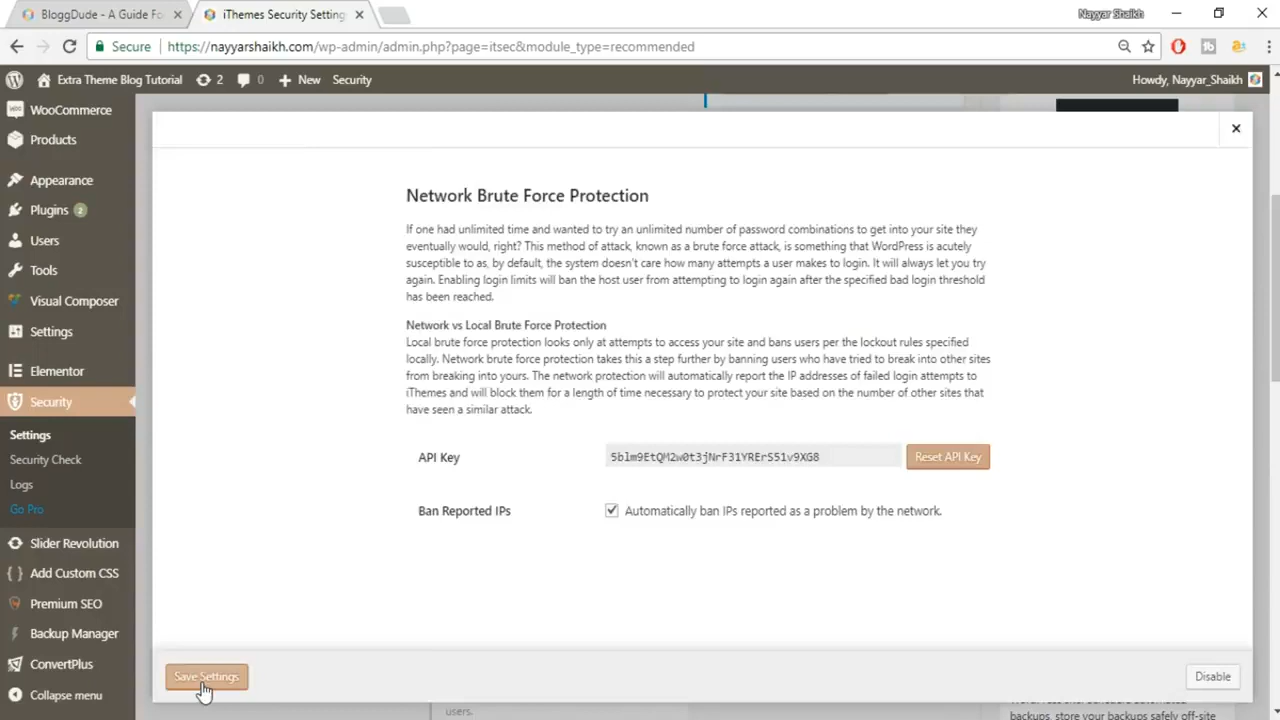 BloggDude - A Guide Fo
iThemes Security Setting
Nayyar Shaikh
Secure
https://nayyarshaikh.com/wp-admin/admin.php?page=itsec&module_type=recommended
Extra Theme Blog Tutorial
2
0
New
Security
Howdy, Nayyar_Shaikh
WooCommerce
Products
Appearance
Plugins 2
Users
Tools
Visual Composer
Settings
Elementor
Security
Settings
Security Check
Logs
Go Pro
Slider Revolution
Add Custom CSS
Premium SEO
Backup Manager
ConvertPlus
Collapse menu
Network Brute Force Protection
If one had unlimited time and wanted to try an unlimited number of password combinations to get into your site they
eventually would, right? This method of attack, known as a brute force attack, is something that WordPress is acutely
susceptible to as, by default, the system doesn't care how many attempts a user makes to login. It will always let you try
again. Enabling login limits will ban the host user from attempting to login again after the specified bad login threshold
has been reached.
Network vs Local Brute Force Protection
Local brute force protection looks only at attempts to access your site and bans users per the lockout rules specified
locally. Network brute force protection takes this a step further by banning users who have tried to break into other sites
from breaking into yours. The network protection will automatically report the IP addresses of failed login attempts to
iThemes and will block them for a length of time necessary to protect your site based on the number of other sites that
have seen a similar attack.
API Key
5blm9EtQM2w0t3jNrF31YRErS51v9XG8
Reset API Key
Ban Reported IPs
Automatically ban IPs reported as a problem by the network.
Save Settings
Disable
users.
backups, store your backups safely off-site